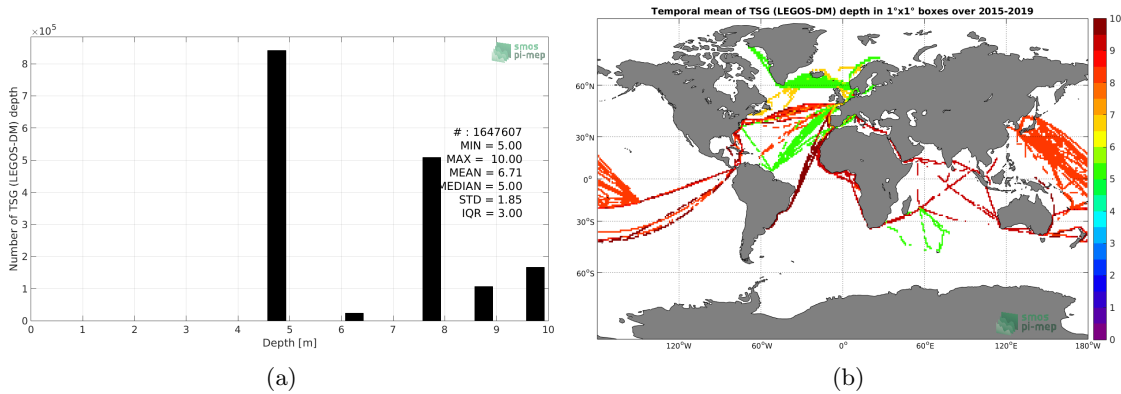 ×10⁵
8
7
6
5
4
3
2
1
0
Number of TSG (LEGOS-DM) depth
smos
pi-mep
# : 1647607
MIN = 5.00
MAX = 10.00
MEAN = 6.71
MEDIAN = 5.00
STD = 1.85
IQR = 3.00
0 1 2 3 4 5 6 7 8 9 10
Depth [m]
(a)
Temporal mean of TSG (LEGOS-DM) depth in 1°x1° boxes over 2015-2019
60°N
30°N
0°
30°S
60°S
120°W 60°W 0° 60°E 120°E 180°W
smos
pi-mep
10
9
8
7
6
5
4
3
2
1
0
(b)